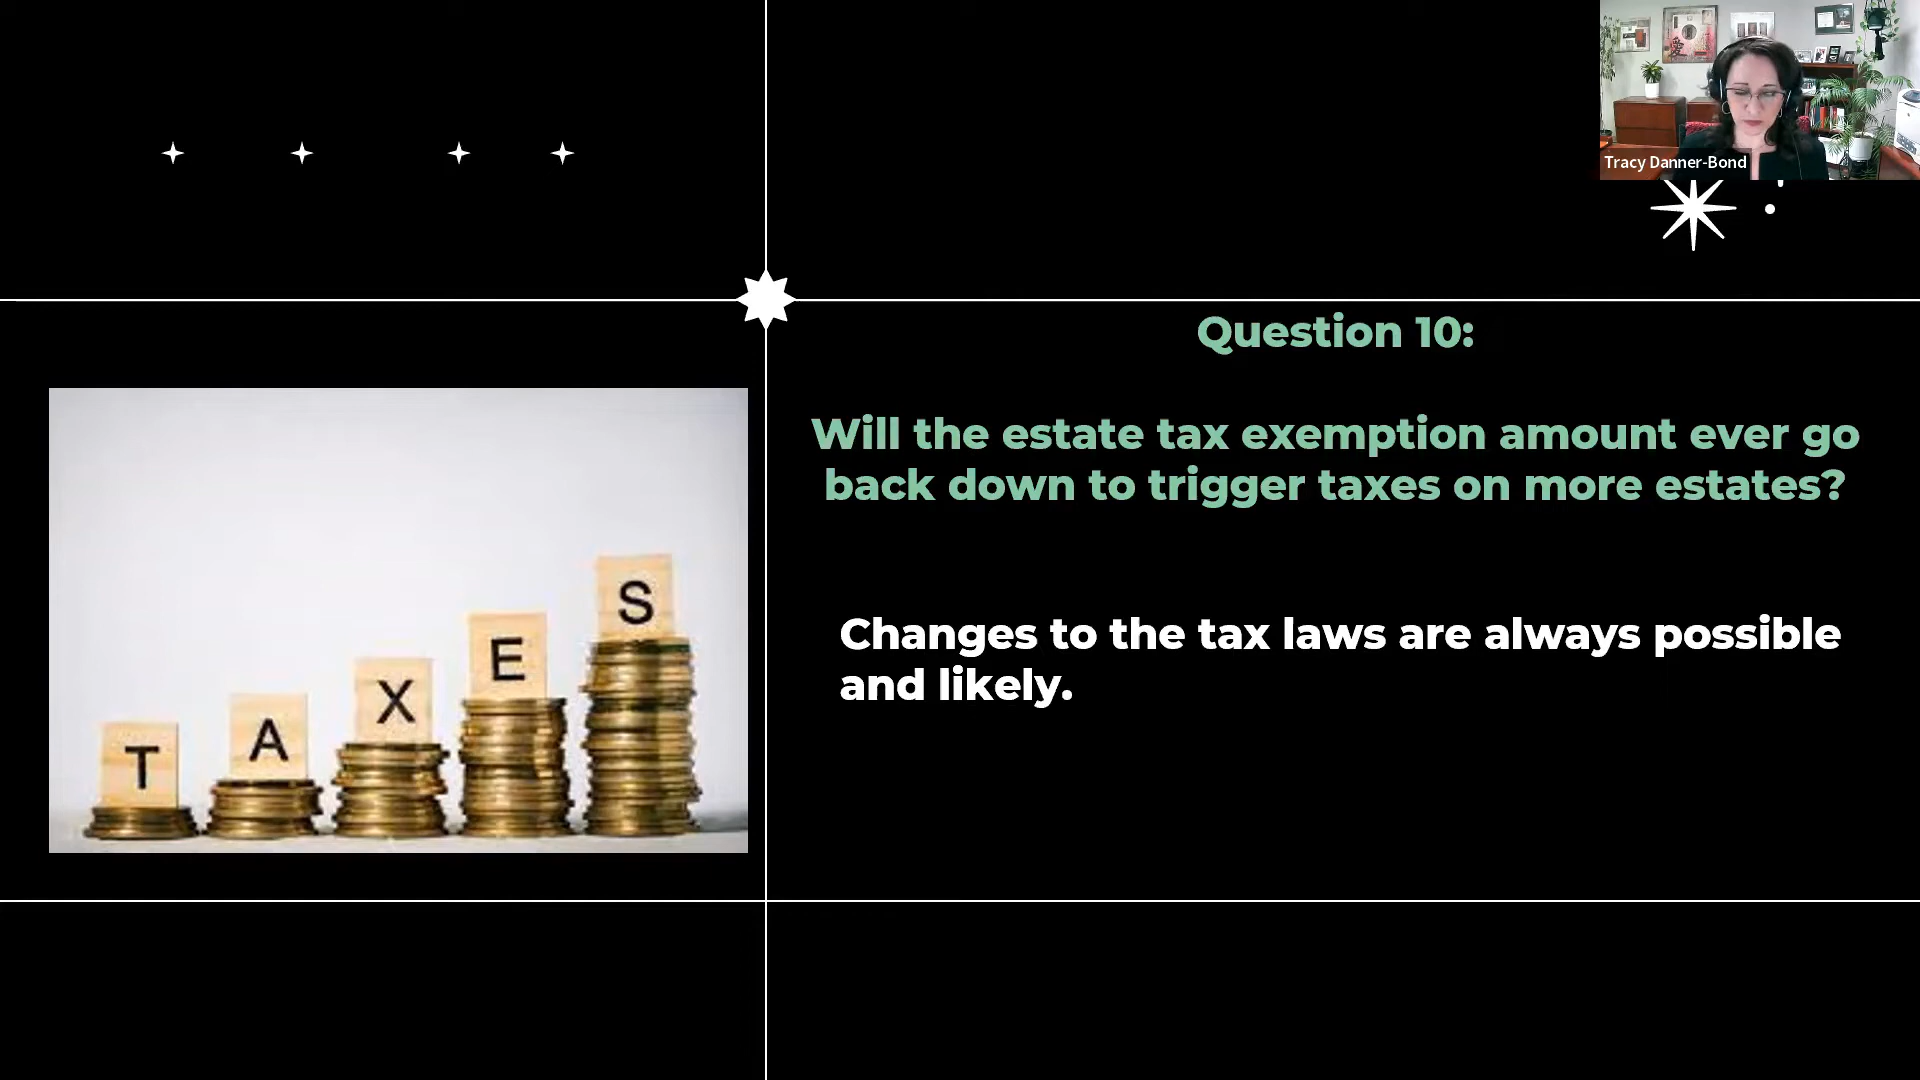 Tracy Danner-Bond
Question 10:
Will the estate tax exemption amount ever go
back down to trigger taxes on more estates?
Changes to the tax laws are always possible
and likely.
T A X E S